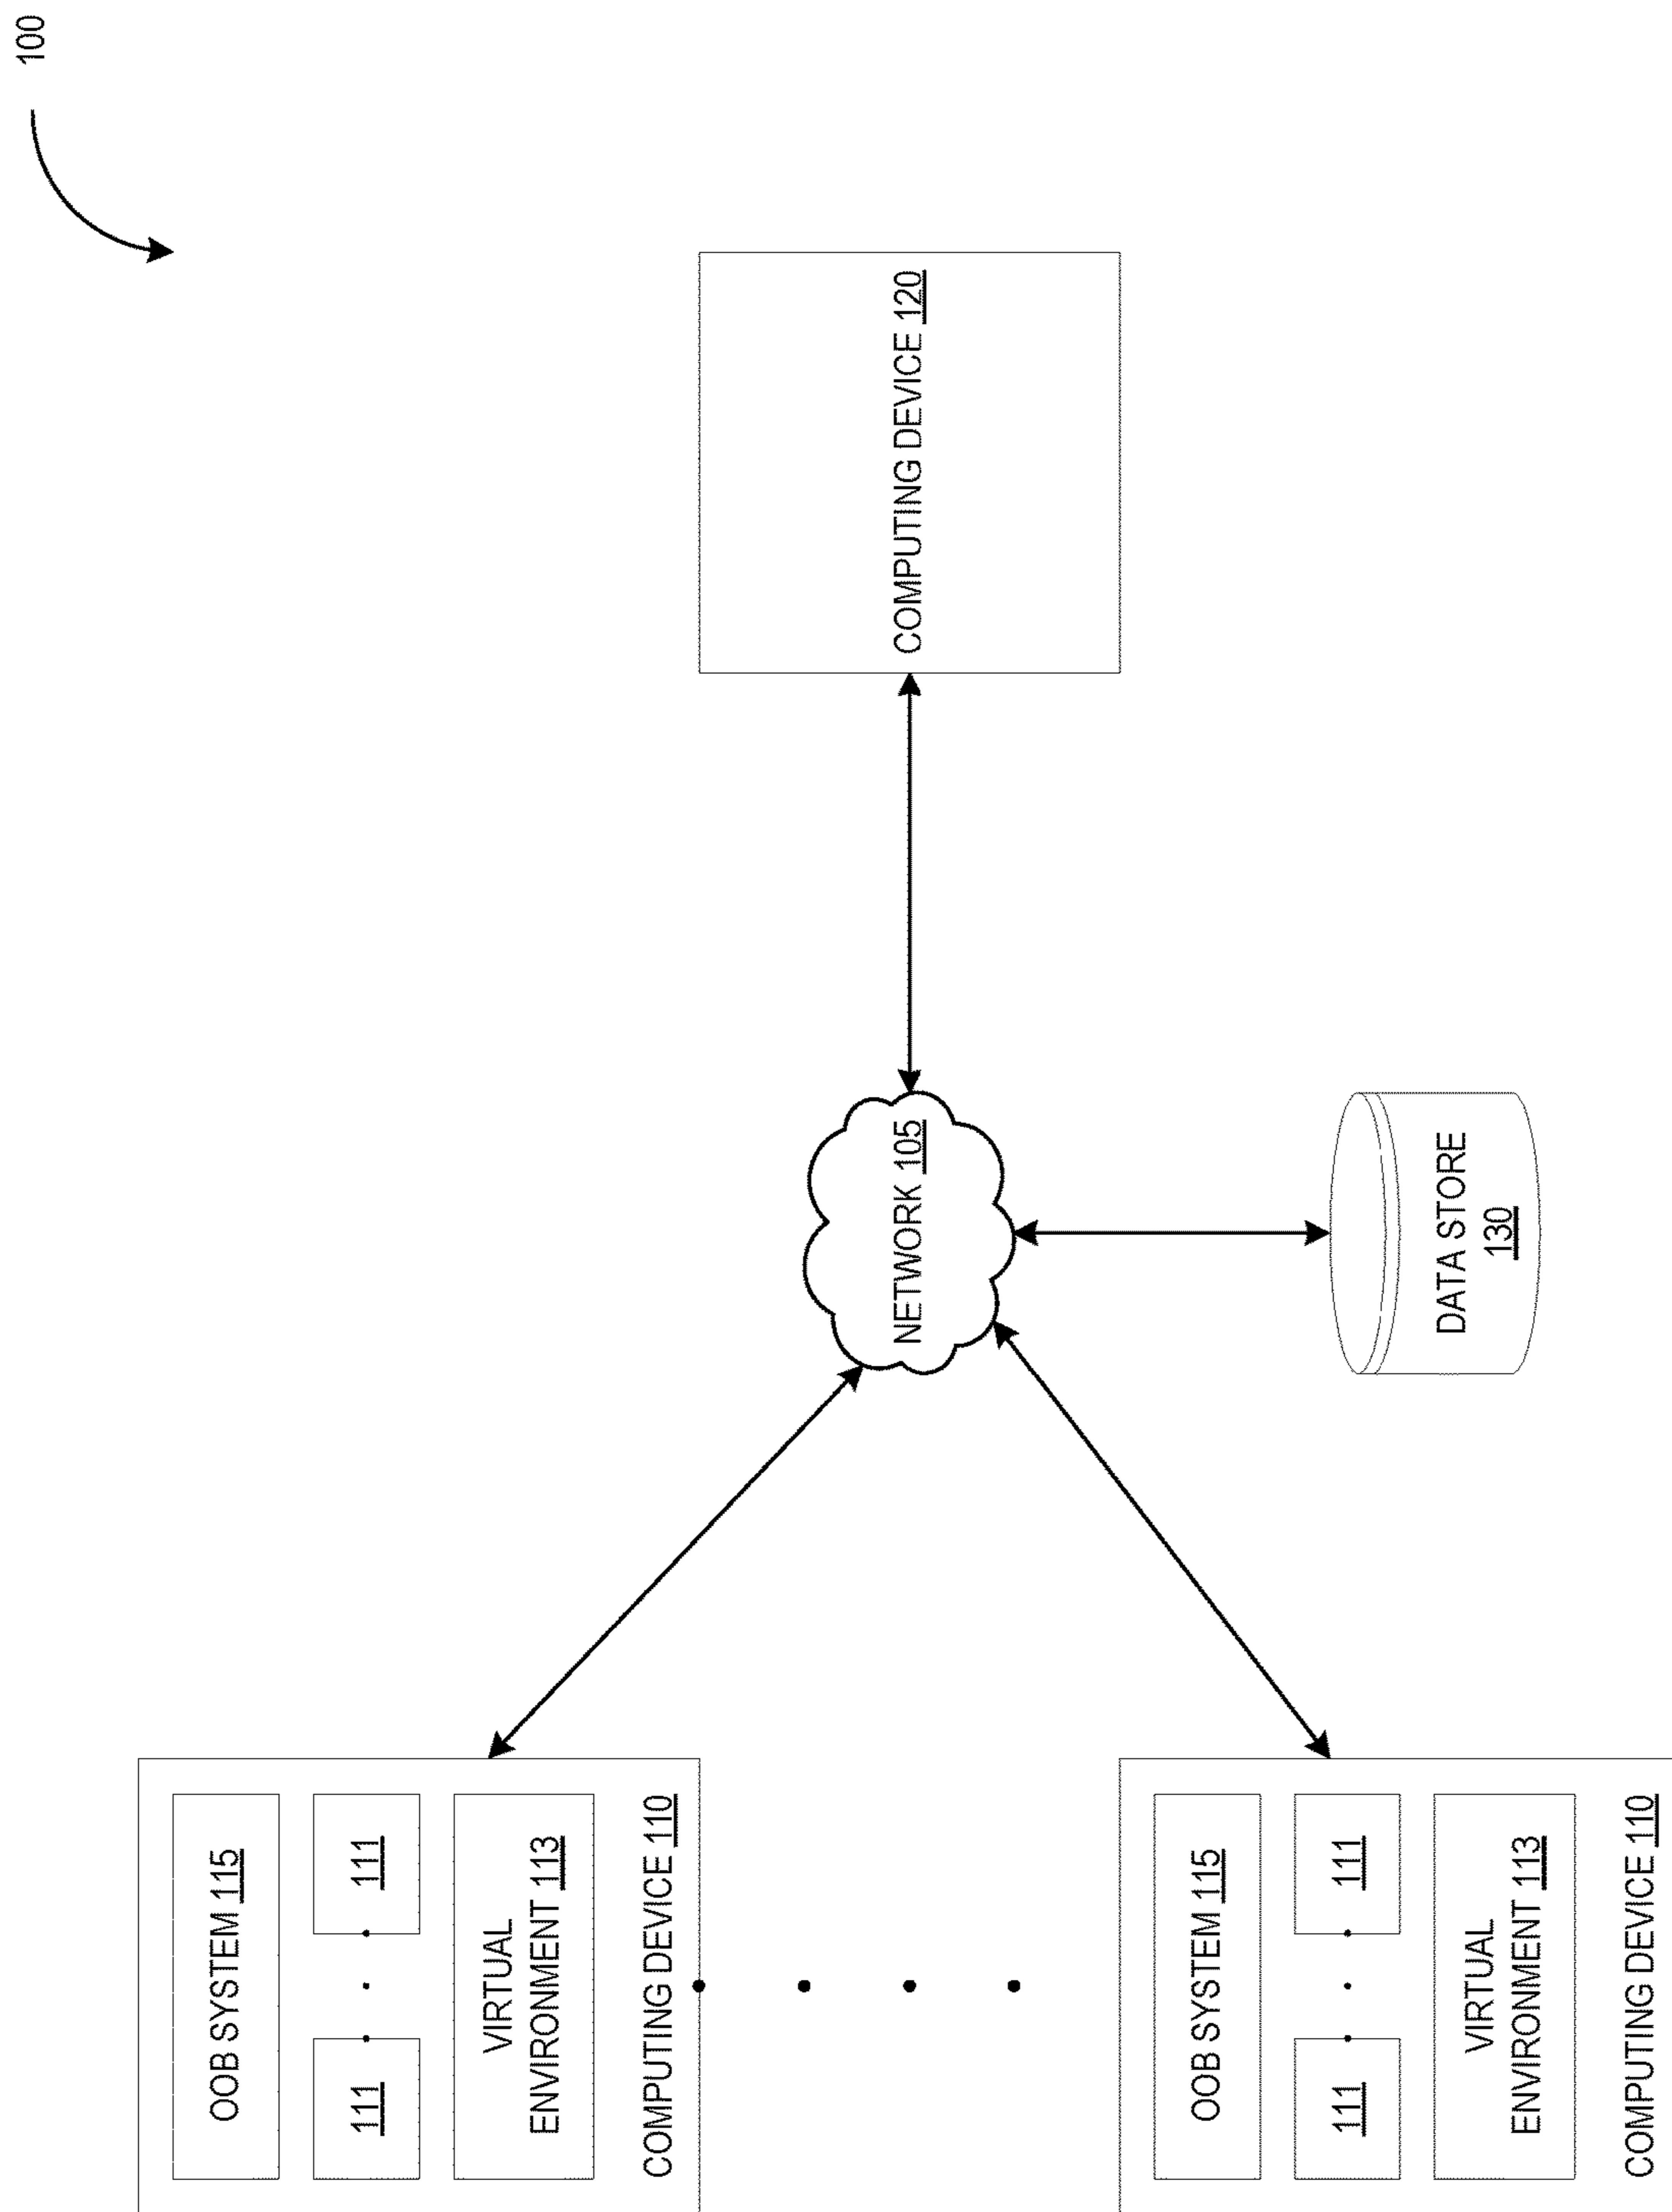 100
OOB SYSTEM 115
111
111
VIRTUAL
ENVIRONMENT 113
COMPUTING DEVICE 110
NETWORK 105
COMPUTING DEVICE 120
OOB SYSTEM 115
111
111
VIRTUAL
ENVIRONMENT 113
COMPUTING DEVICE 110
DATA STORE
130